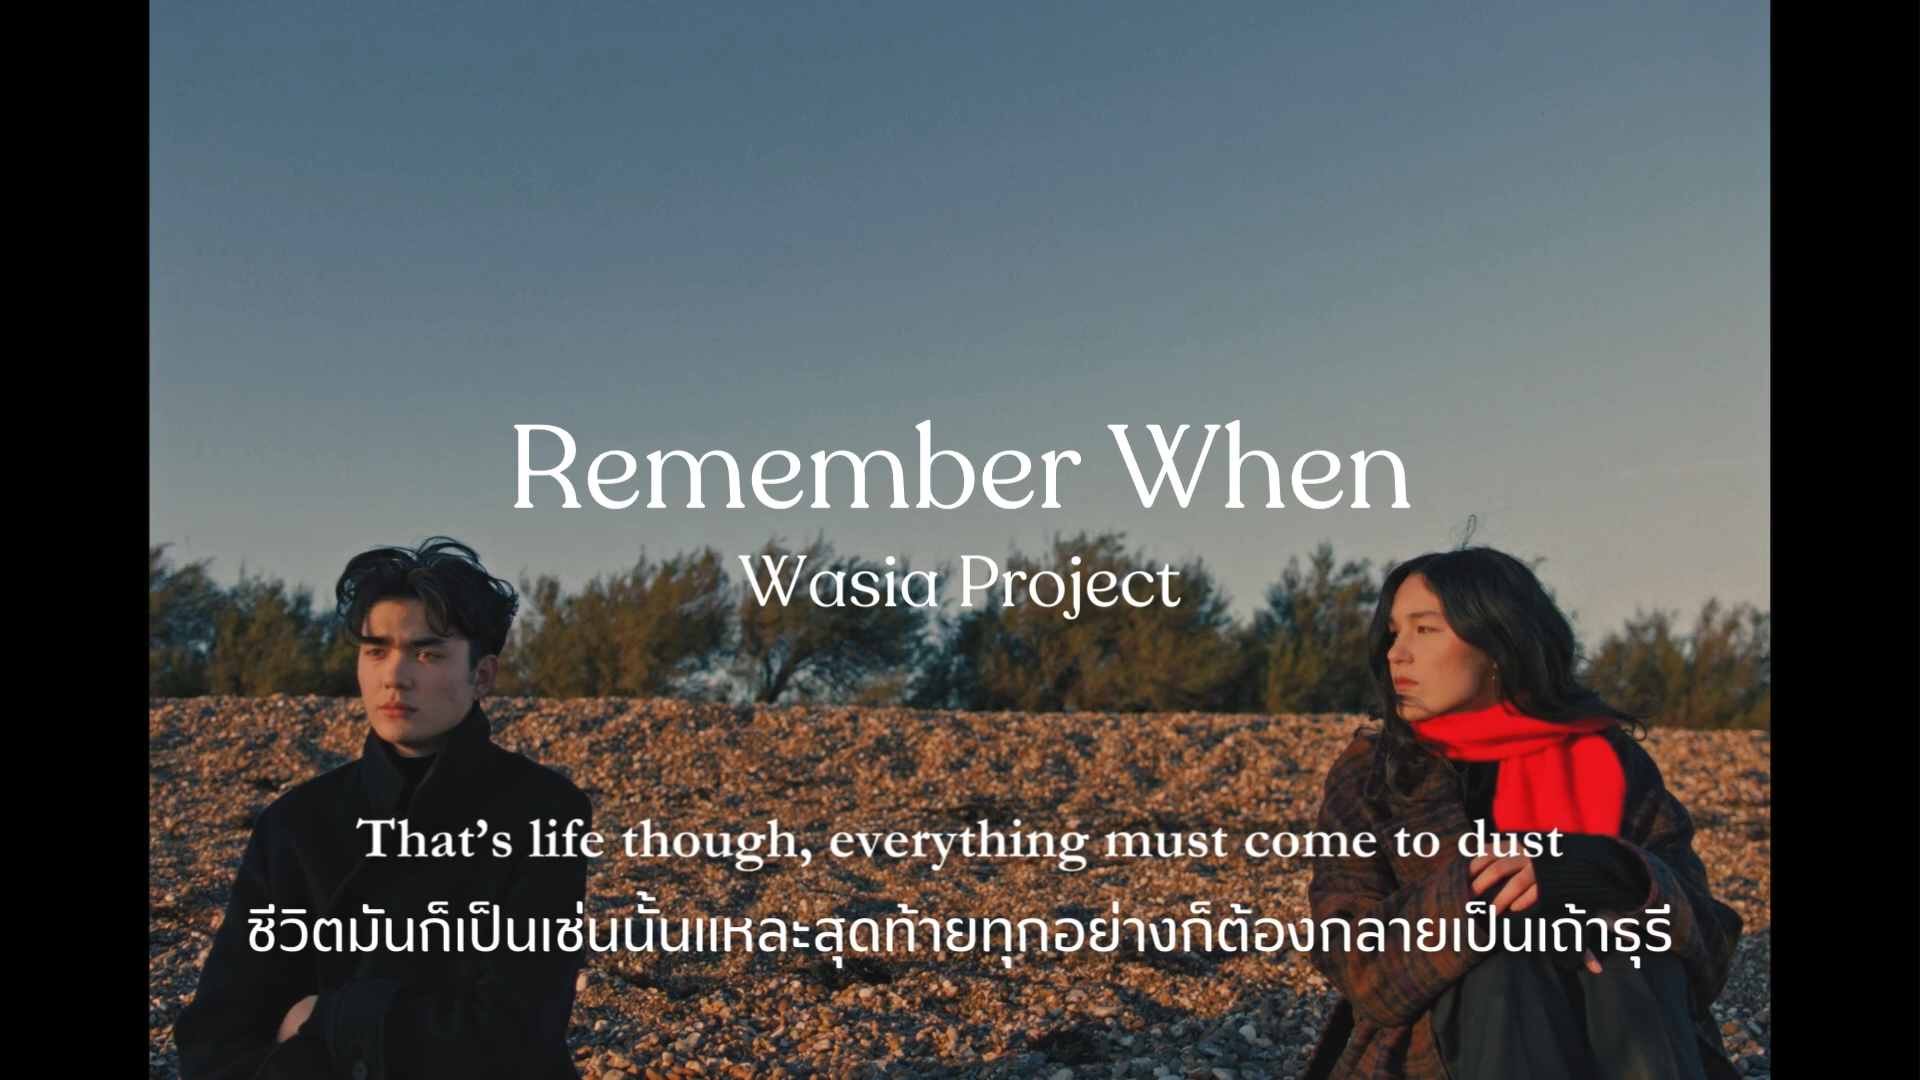 Remember When
Wasia Project
That's life though, everything must come to dust
ชีวิตมันก็เป็นเช่นนั้นแหละสุดท้ายทุกอย่างก็ต้องกลายเป็นเถ้าธุรี